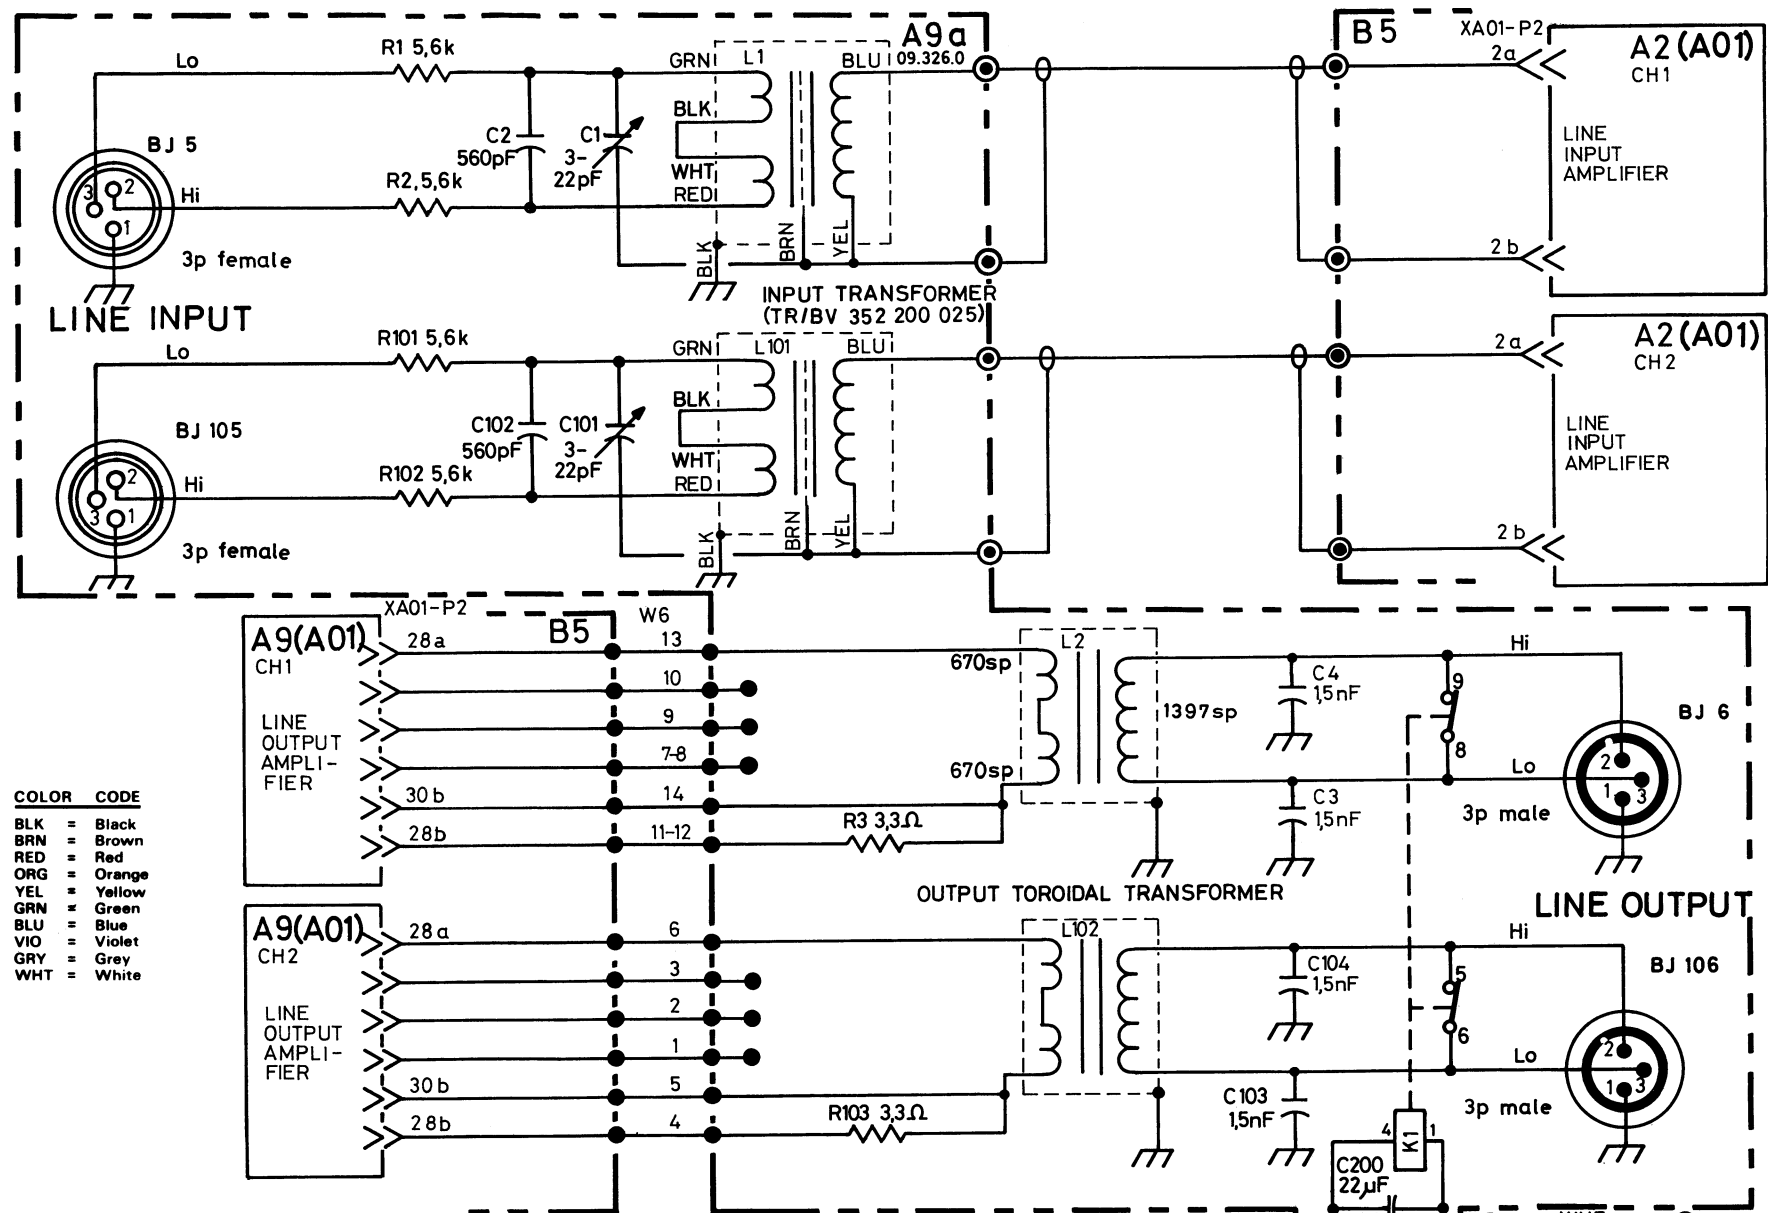 A9a
09.326.0
B5
XA01-P2
Lo
R1 5,6k
GRN
L1
BLU
2a
A2(A01)
CH1
BLK
C2
560pF
C1
3-
22pF
LINE
INPUT
AMPLIFIER
BJ 5
3
2
1
Hi
R2,5,6k
WHT
RED
BLK
BRN
YEL
2b
3p female
INPUT TRANSFORMER
(TR/BV 352 200 025)
LINE INPUT
Lo
R101 5,6k
GRN
L101
BLU
2a
A2(A01)
CH2
BLK
C102
560pF
C101
3-
22pF
LINE
INPUT
AMPLIFIER
BJ 105
2
3
1
Hi
R102 5,6k
WHT
RED
BLK
BRN
YEL
2b
3p female
XA01-P2
B5
W6
A9(A01)
CH1
28a
13
10
9
7-8
30b
14
28b
11-12
LINE
OUTPUT
AMPLI-
FIER
670sp
670sp
L2
1397sp
R3 3,3Ω
C4
1,5nF
C3
1,5nF
Hi
9
8
Lo
BJ 6
2
1
3
3p male
COLOR CODE
BLK = Black
BRN = Brown
RED = Red
ORG = Orange
YEL = Yellow
GRN = Green
BLU = Blue
VIO = Violet
GRY = Grey
WHT = White
OUTPUT TOROIDAL TRANSFORMER
LINE OUTPUT
A9(A01)
CH2
28a
6
3
2
1
30b
5
28b
4
LINE
OUTPUT
AMPLI-
FIER
L102
R103 3,3Ω
C104
1,5nF
C103
1,5nF
Hi
5
6
Lo
BJ 106
2
1
3
3p male
4
K1
1
C200
22µF